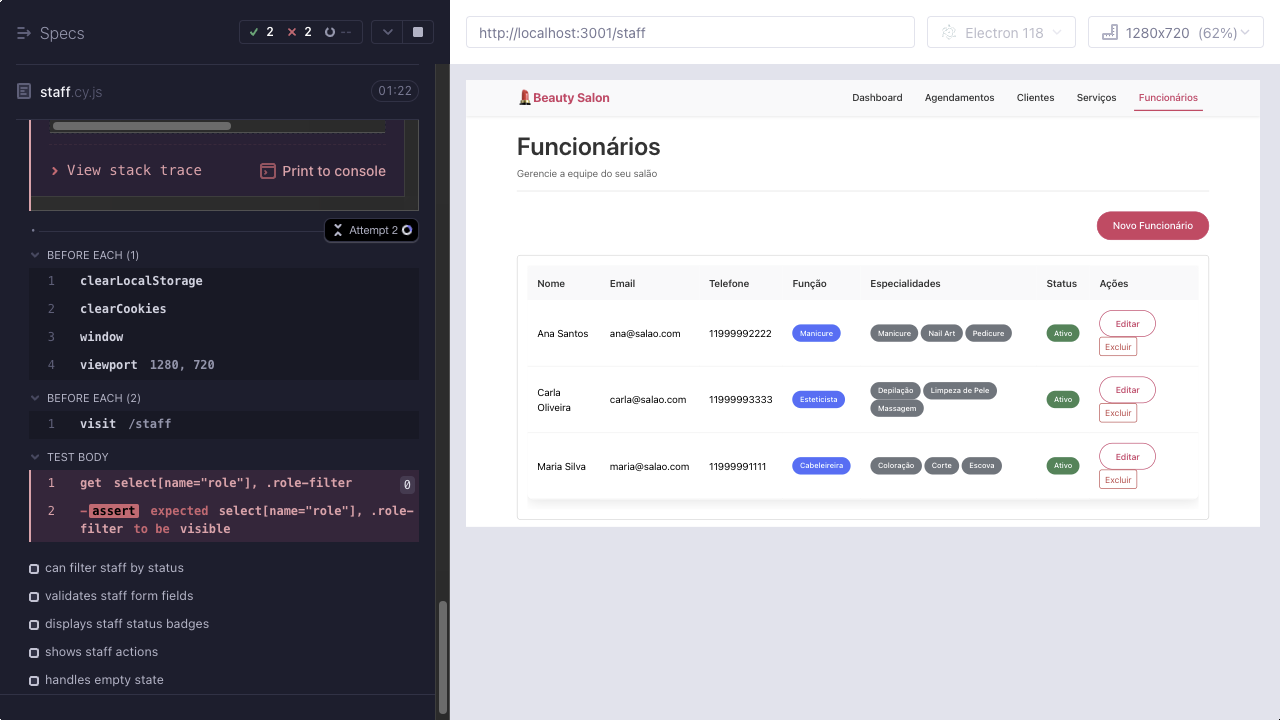 Specs
2
2
--
staff.cy.js
01:22
View stack trace
Print to console
Attempt 2
BEFORE EACH (1)
1 clearLocalStorage
2 clearCookies
3 window
4 viewport 1280, 720
BEFORE EACH (2)
1 visit /staff
TEST BODY
1 get select[name="role"], .role-filter 0
2 -assert expected select[name="role"], .role-
filter to be visible
can filter staff by status
validates staff form fields
displays staff status badges
shows staff actions
handles empty state
http://localhost:3001/staff
Electron 118
1280x720 (62%)
Beauty Salon
Dashboard Agendamentos Clientes Serviços Funcionários
Funcionários
Gerencie a equipe do seu salão
Novo Funcionário
Nome Email Telefone Função Especialidades Status Ações
Ana Santos ana@salao.com 11999992222 Manicure Manicure Nail Art Pedicure Ativo Editar
Excluir
Carla
Oliveira
carla@salao.com 11999993333 Esteticista
Depilação Limpeza de Pele
Massagem
Ativo
Editar
Excluir
Maria Silva maria@salao.com 11999991111 Cabeleireira Coloração Corte Escova Ativo Editar
Excluir